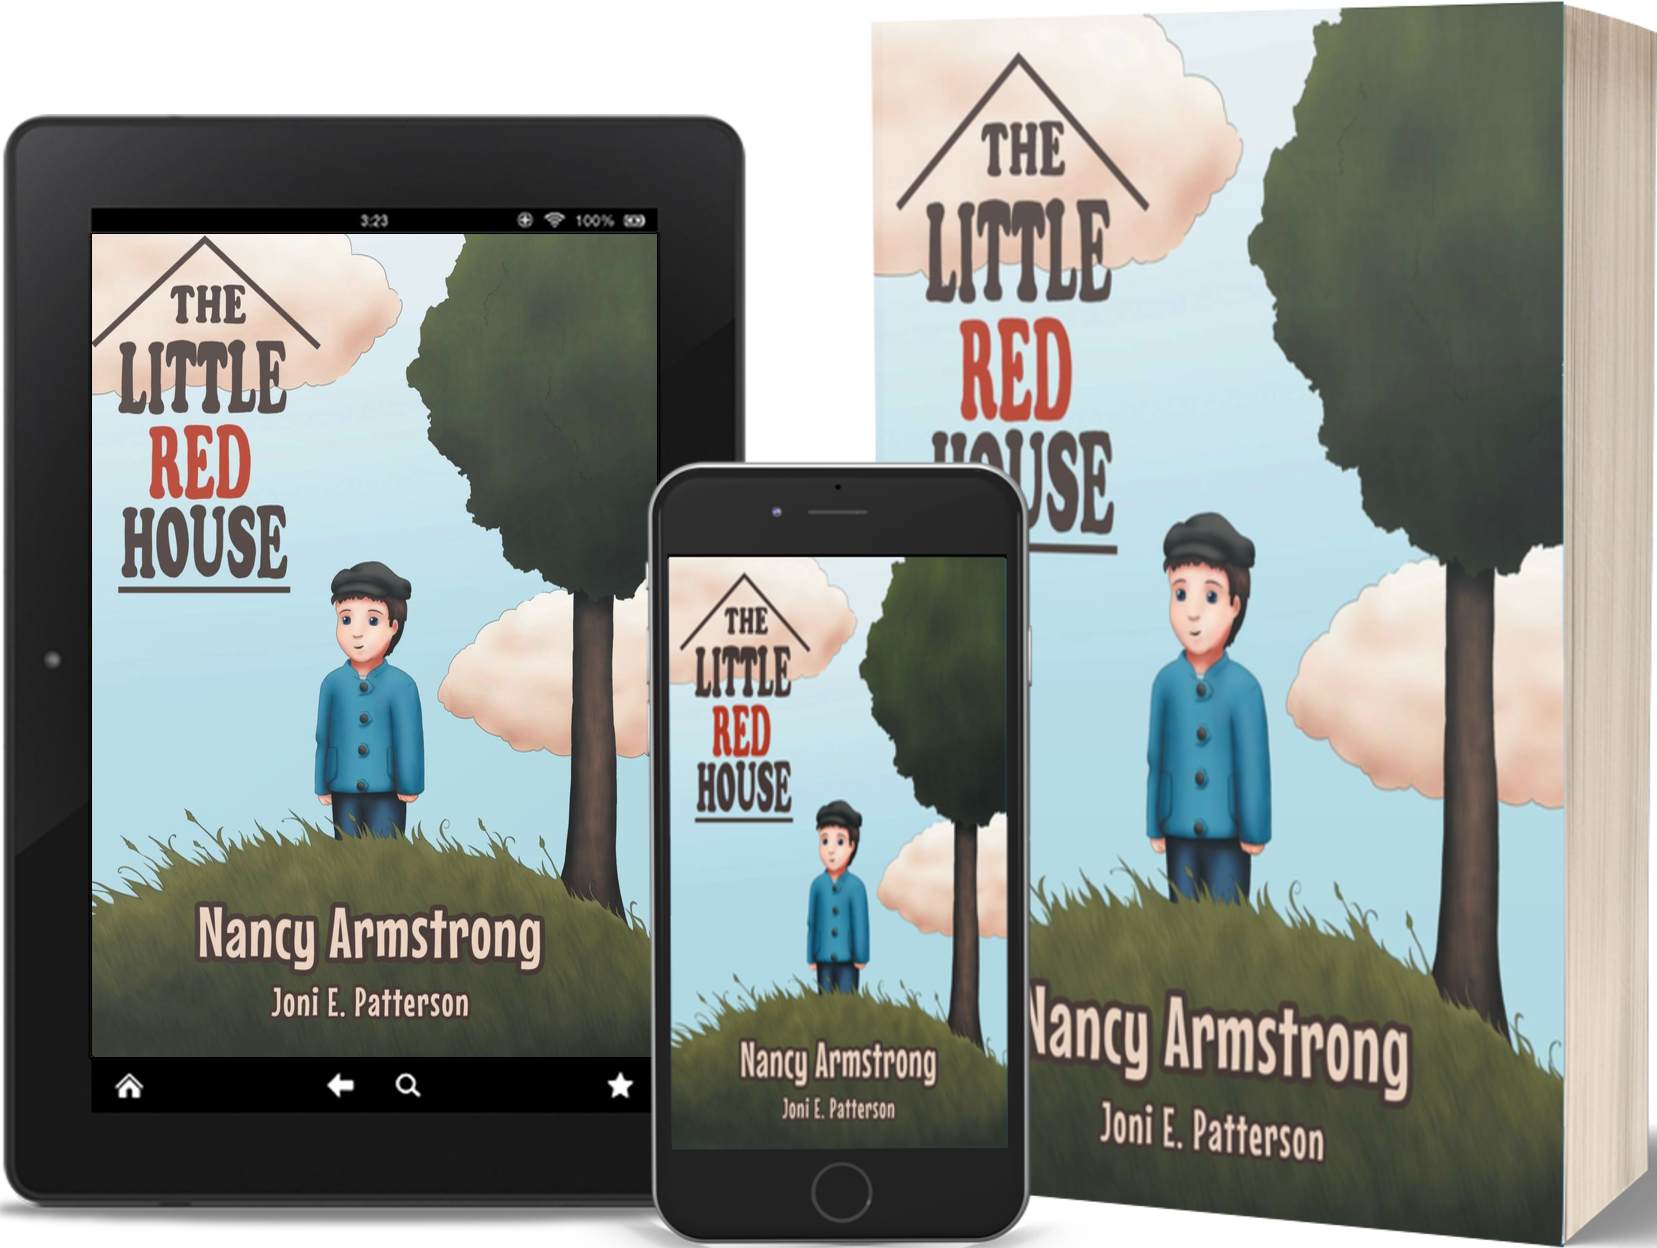 3:23
100%
THE
LITTLE
RED
HOUSE
Nancy Armstrong
Joni E. Patterson
THE
LITTLE
RED
HOUSE
Nancy Armstrong
Joni E. Patterson
THE
LITTLE
RED
HOUSE
Nancy Armstrong
Joni E. Patterson